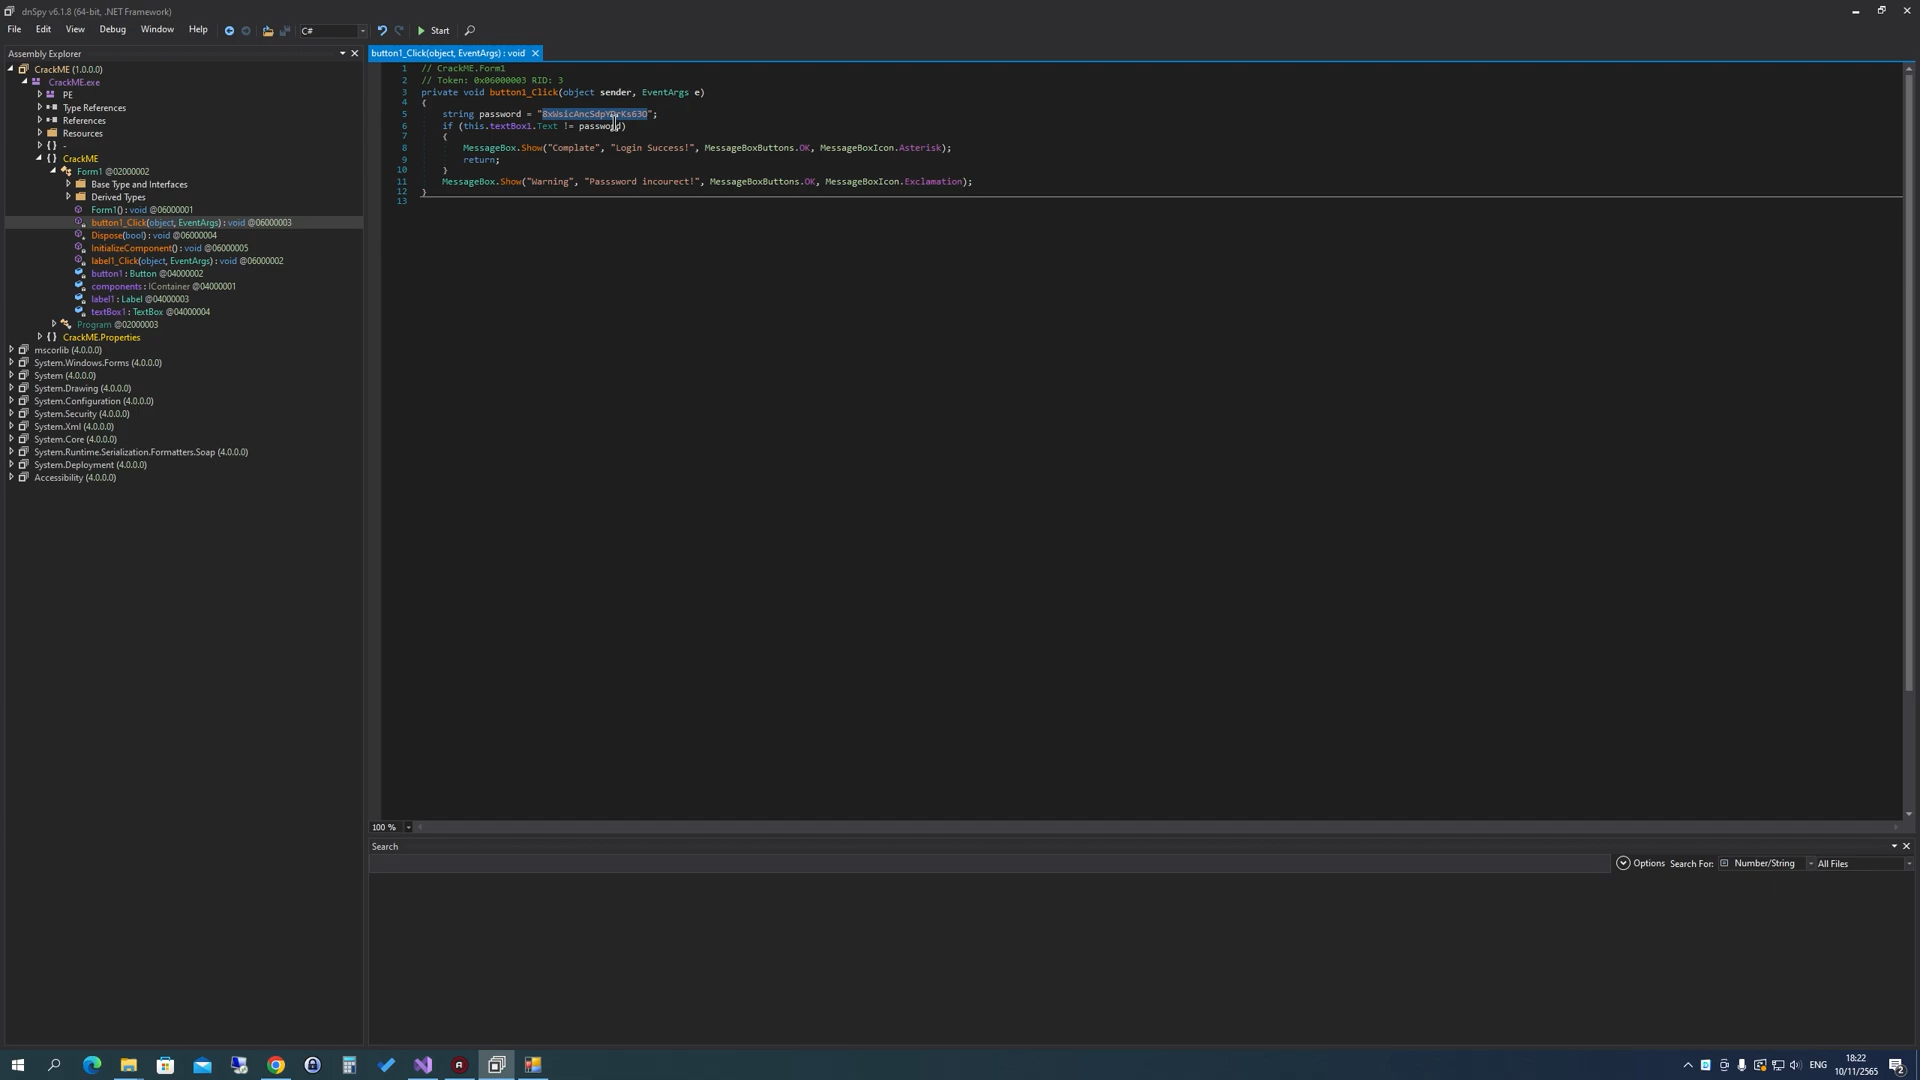 dnSpy v6.1.8 (64-bit, .NET Framework)
File Edit View Debug Window Help C# Start
Assembly Explorer
CrackME (1.0.0.0)
CrackME.exe
PE
Type References
References
Resources
{ } -
{ } CrackME
Form1 @02000002
Base Type and Interfaces
Derived Types
Form1() : void @06000001
button1_Click(object, EventArgs) : void @06000003
Dispose(bool) : void @06000004
InitializeComponent() : void @06000005
label1_Click(object, EventArgs) : void @06000002
button1 : Button @04000002
components : IContainer @04000001
label1 : Label @04000003
textBox1 : TextBox @04000004
Program @02000003
{ } CrackME.Properties
mscorlib (4.0.0.0)
System.Windows.Forms (4.0.0.0)
System (4.0.0.0)
System.Drawing (4.0.0.0)
System.Configuration (4.0.0.0)
System.Security (4.0.0.0)
System.Xml (4.0.0.0)
System.Core (4.0.0.0)
System.Runtime.Serialization.Formatters.Soap (4.0.0.0)
System.Deployment (4.0.0.0)
Accessibility (4.0.0.0)
button1_Click(object, EventArgs) : void
1 // CrackME.Form1
2 // Token: 0x06000003 RID: 3
3 private void button1_Click(object sender, EventArgs e)
4 {
5 string password = "
6 if (this.textBox1.Text != password)
7 {
8 MessageBox.Show("Complate", "Login Success!", MessageBoxButtons.OK, MessageBoxIcon.Asterisk);
9 return;
10 }
11 MessageBox.Show("Warning", "Passsword incourect!", MessageBoxButtons.OK, MessageBoxIcon.Exclamation);
12 }
13
100 %
Search
Options Search For: Number/String All Files
ENG
18:22
10/11/2565
2